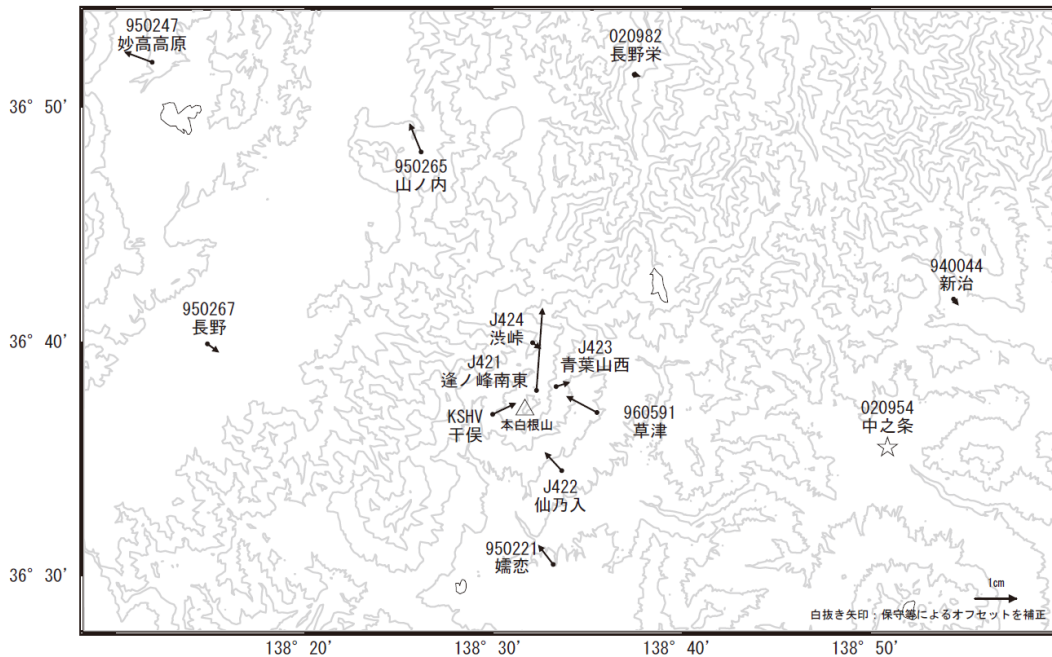 950247
妙高高原
020982
長野栄
36° 50'
950265
山ノ内
940044
新治
950267
長野
36° 40'
J424
渋峠
J423
青葉山西
J421
逢ノ峰南東
KSHV
干俣
本白根山
960591
草津
020954
中之条
J422
仙乃入
950221
嬬恋
36° 30'
1cm
白抜き矢印：保守等によるオフセットを補正
138° 20'
138° 30'
138° 40'
138° 50'